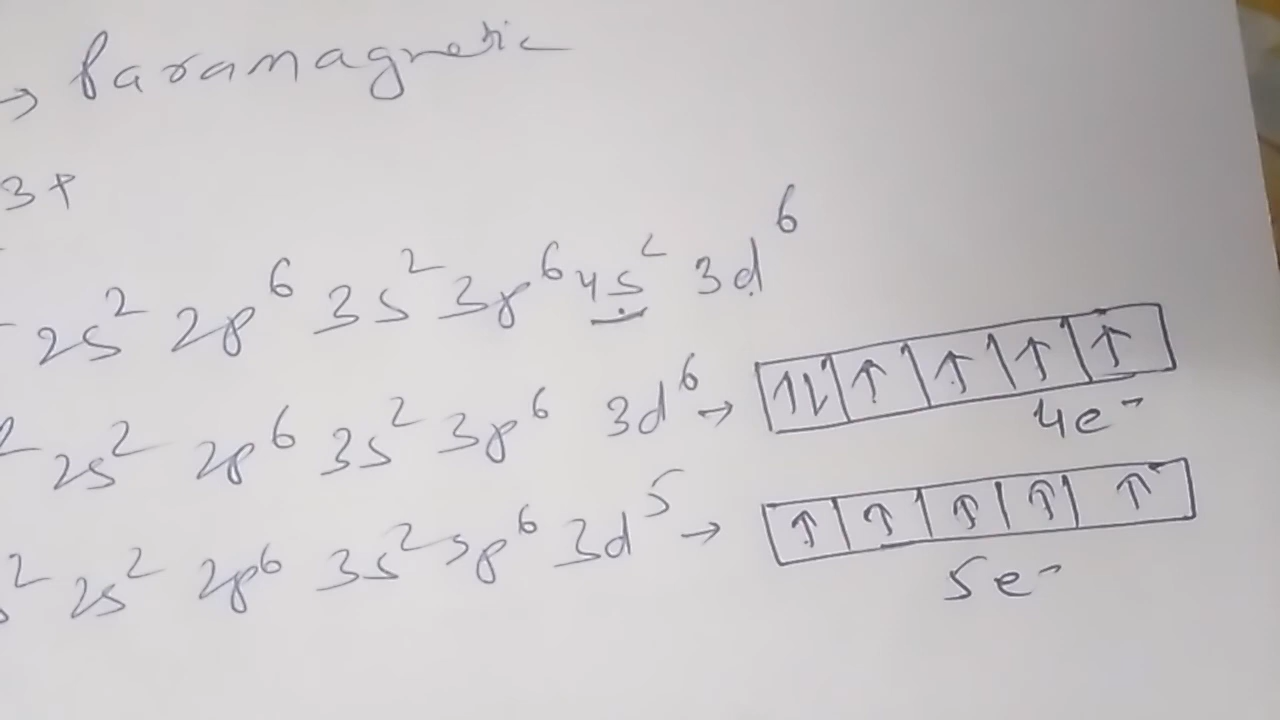 → Paramagnetic
3+
2s² 2p⁶ 3s² 3p⁶ 4s² 3d⁶
2s² 2p⁶ 3s² 3p⁶ 3d⁶ → ↑↓ ↑ ↑ ↑ ↑
4e⁻
2s² 2p⁶ 3s² 3p⁶ 3d⁵ → ↑ ↑ ↑ ↑ ↑
5e⁻